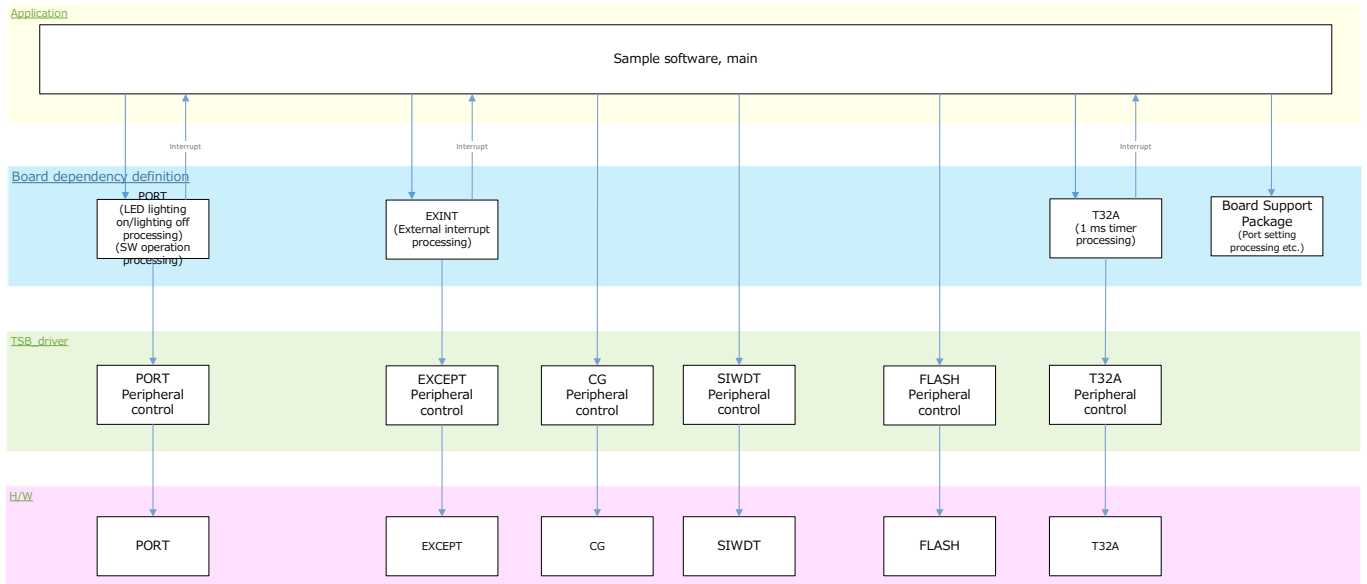 Application
Sample software, main
Interrupt
Interrupt
Interrupt
Board dependency definition
PORT
(LED lighting
on/lighting off
processing)
(SW operation
processing)
EXINT
(External interrupt
processing)
T32A
(1 ms timer
processing)
Board Support
Package
(Port setting
processing etc.)
TSB_driver
PORT
Peripheral
control
EXCEPT
Peripheral
control
CG
Peripheral
control
SIWDT
Peripheral
control
FLASH
Peripheral
control
T32A
Peripheral
control
H/W
PORT
EXCEPT
CG
SIWDT
FLASH
T32A